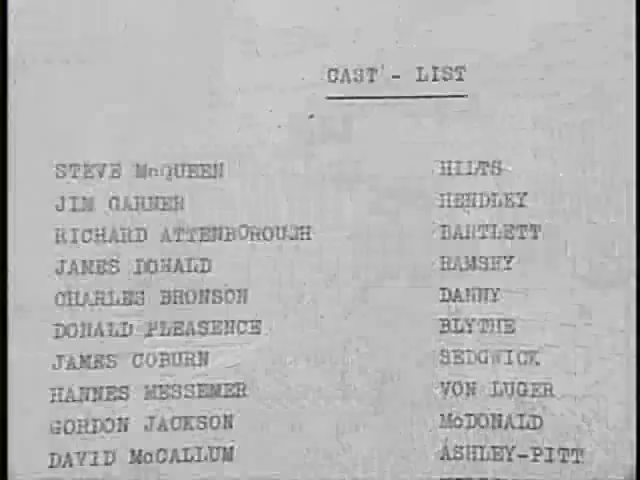 CAST - LIST
STEVE McQUEEN HILTS
JIM GARNER HENDLEY
RICHARD ATTENBOROUGH BARTLETT
JAMES DONALD RAMSEY
CHARLES BRONSON DANNY
DONALD PLEASENCE BLYTHE
JAMES COBURN SEDGWICK
HANNES MESSEMER VON LUGER
GORDON JACKSON McDONALD
DAVID McCALLUM ASHLEY-PITT